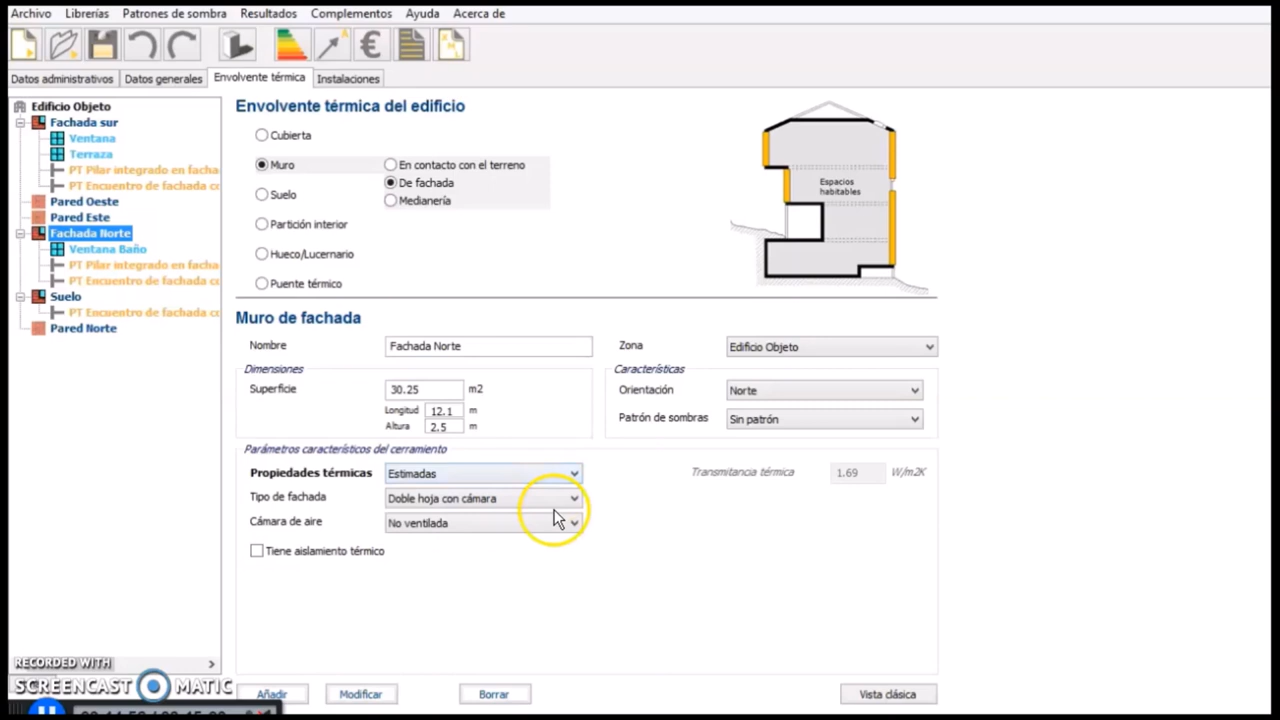 Archivo Librerías Patrones de sombra Resultados Complementos Ayuda Acerca de
Datos administrativos Datos generales Envolvente térmica Instalaciones
Edificio Objeto
Fachada sur
Ventana
Terraza
PT Pilar integrado en facha
PT Encuentro de fachada co
Pared Oeste
Pared Este
Fachada Norte
Ventana Baño
PT Pilar integrado en facha
PT Encuentro de fachada co
Suelo
PT Encuentro de fachada co
Pared Norte
Envolvente térmica del edificio
Cubierta
Muro En contacto con el terreno
De fachada
Suelo Medianería
Partición interior
Hueco/Lucernario
Puente térmico
Espacios
habitables
Muro de fachada
Nombre Fachada Norte Zona Edificio Objeto
Dimensiones Características
Superficie 30.25 m2 Orientación Norte
Longitud 12.1 m
Altura 2.5 m
Patrón de sombras Sin patrón
Parámetros característicos del cerramiento
Propiedades térmicas Estimadas Transmitancia térmica 1.69 W/m2K
Tipo de fachada Doble hoja con cámara
Cámara de aire No ventilada
Tiene aislamiento térmico
Añadir Modificar Borrar Vista clásica
RECORDED WITH
SCREENCAST MATIC